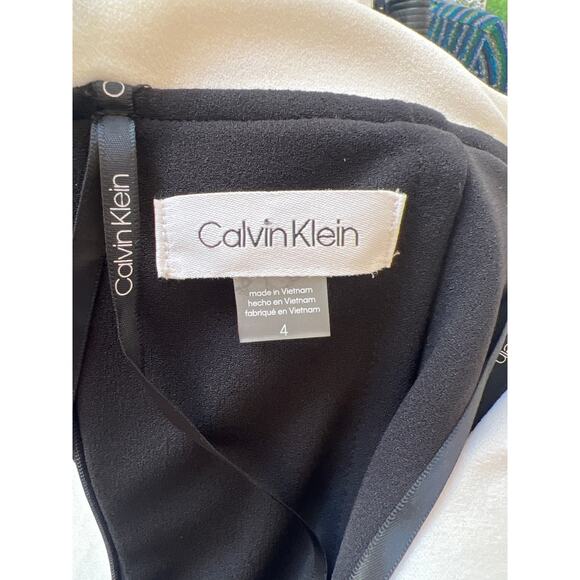 Calvin Klein
Calvin Klein
made in Vietnam
hecho en Vietnam
fabriqué en Vietnam
4